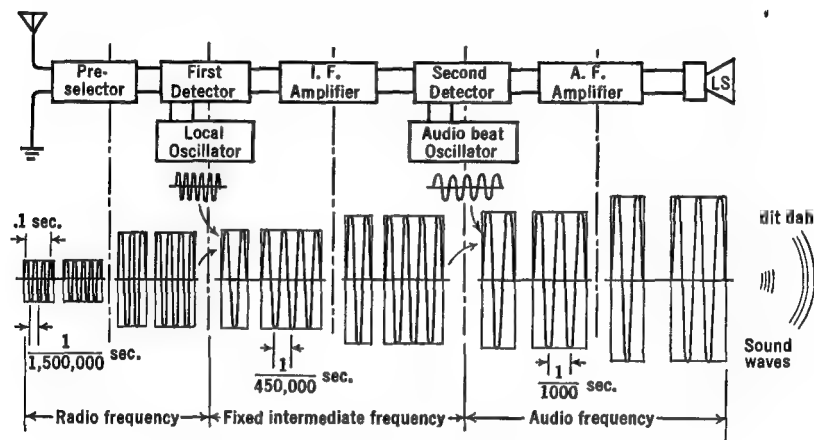 Pre-
selector
First
Detector
I. F.
Amplifier
Second
Detector
A. F.
Amplifier
LS
Local
Oscillator
Audio beat
Oscillator
.1 sec.
dit dah
1
1,500,000 sec.
1
450,000 sec.
1
1000 sec.
Sound
waves
Radio frequency
Fixed intermediate frequency
Audio frequency